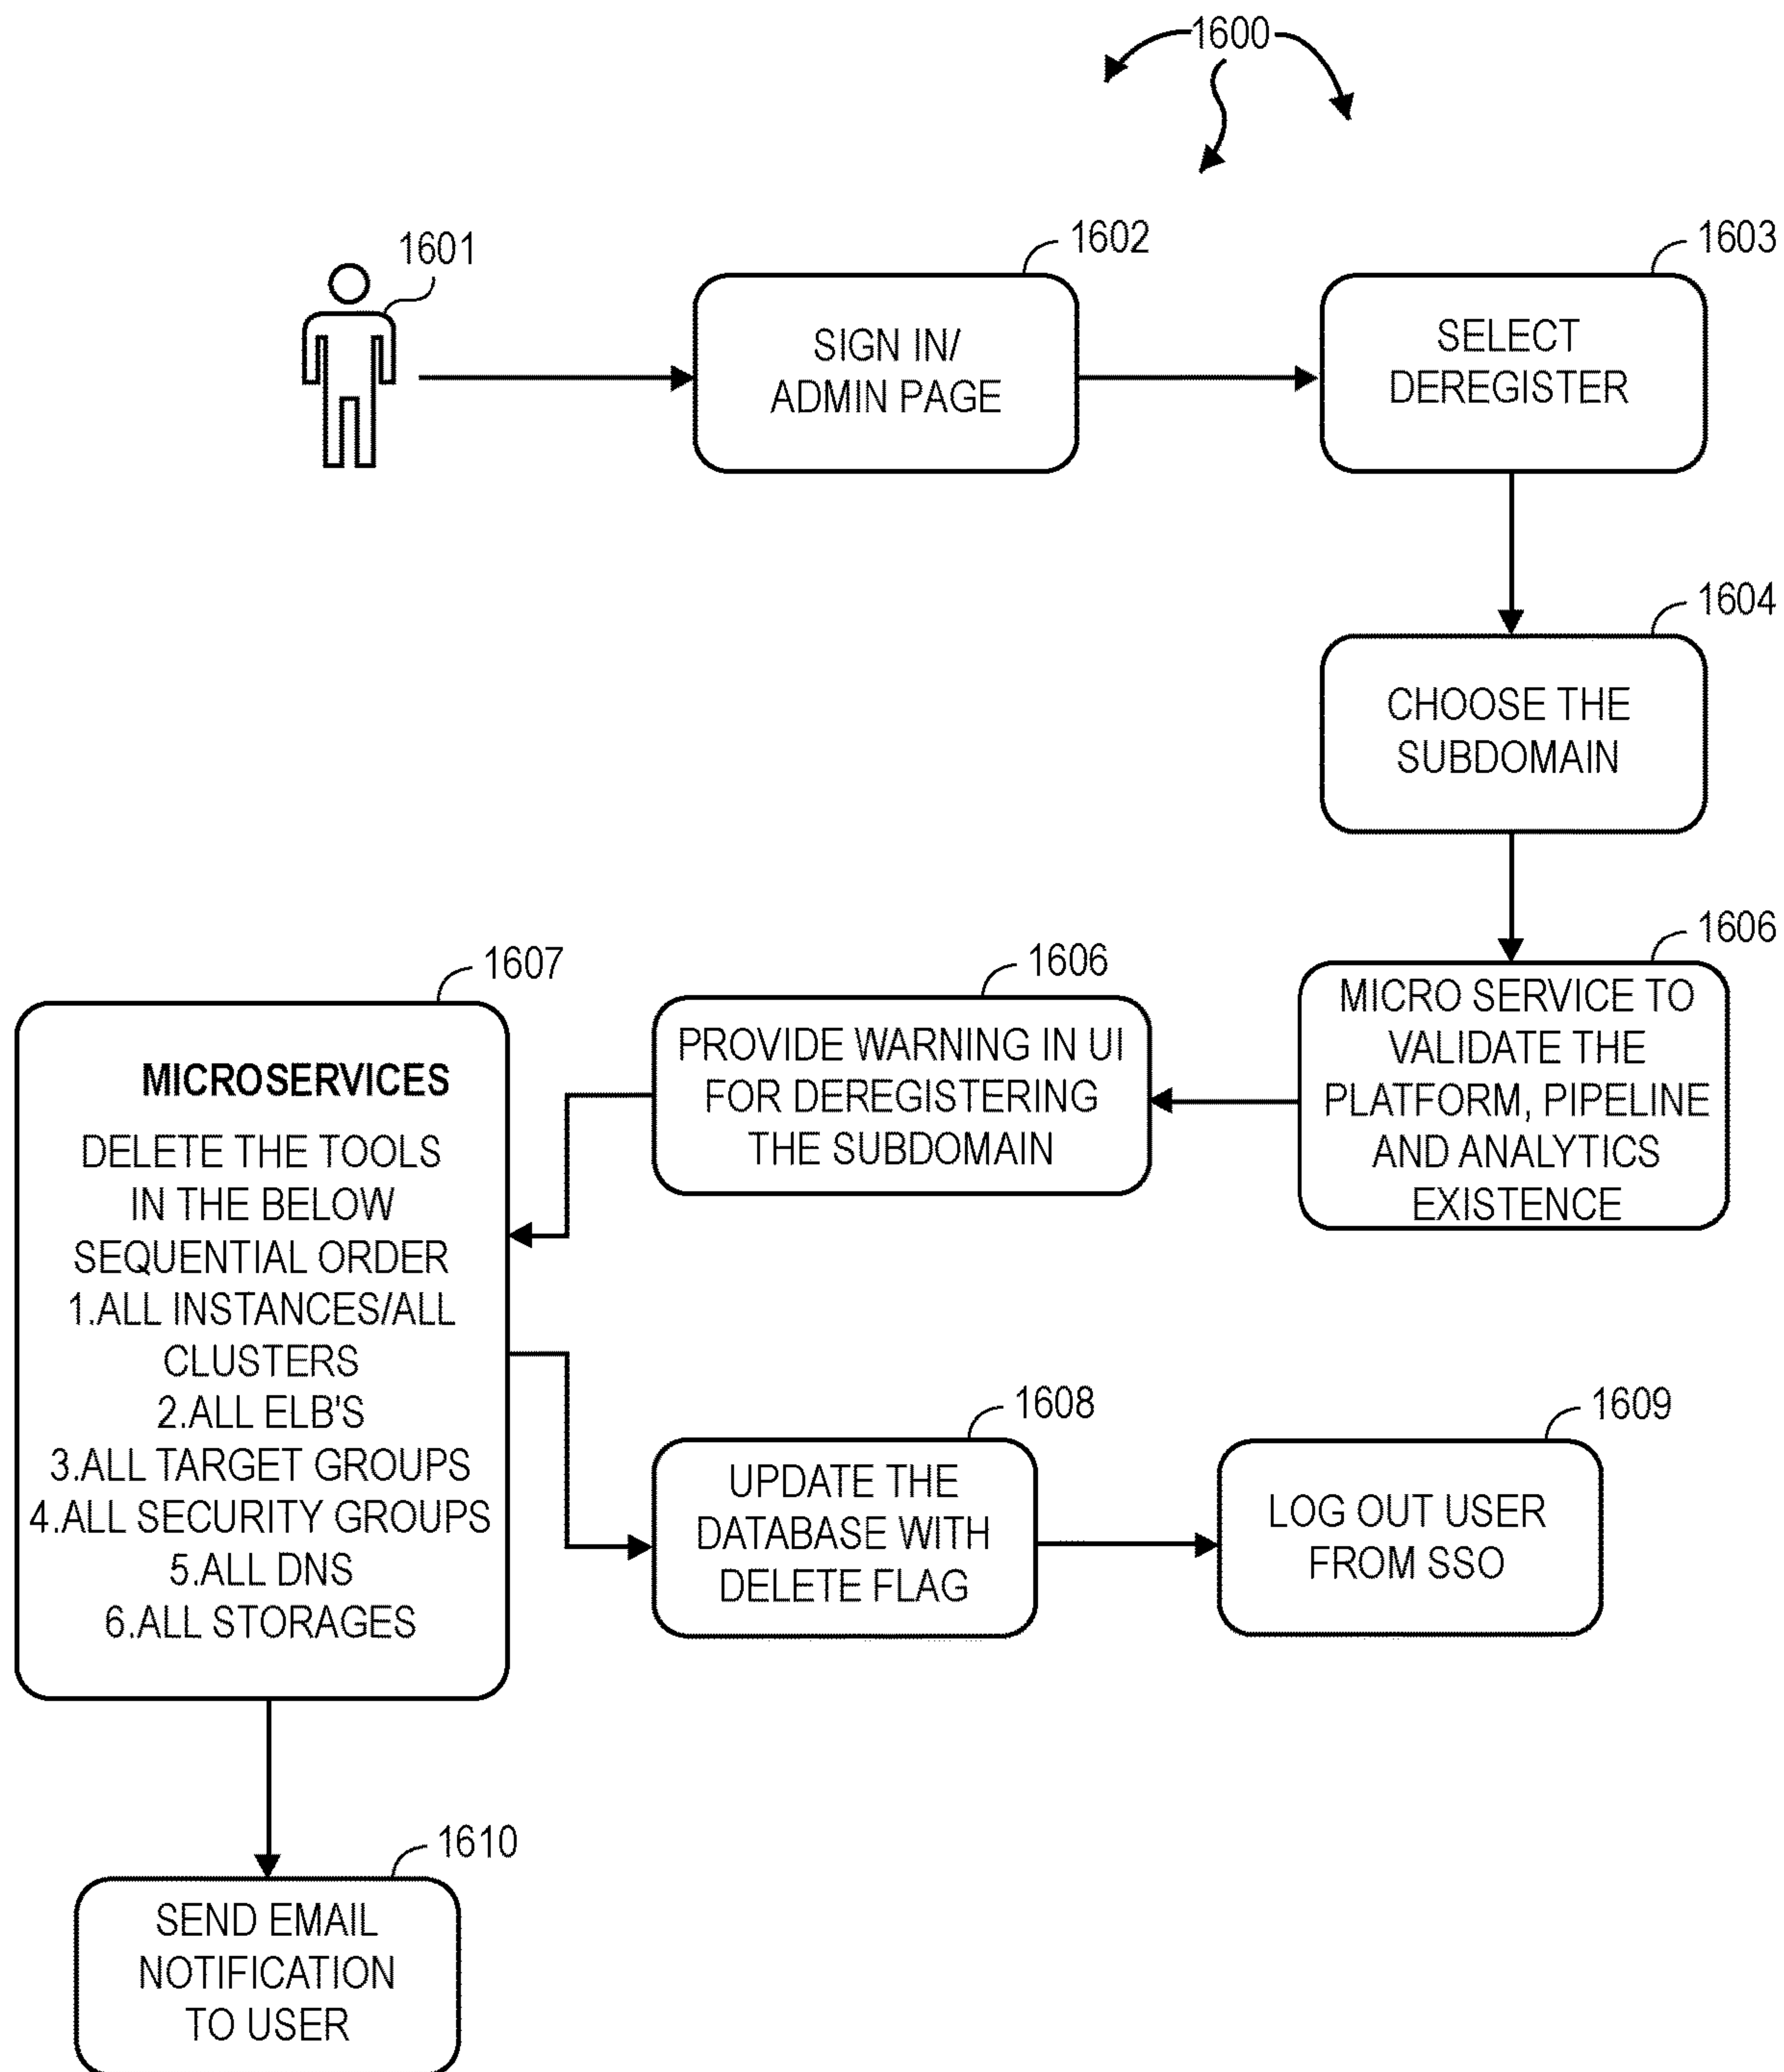 1600
1601
1602
SIGN IN/
ADMIN PAGE
1603
SELECT
DEREGISTER
1604
CHOOSE THE
SUBDOMAIN
1606
MICRO SERVICE TO
VALIDATE THE
PLATFORM, PIPELINE
AND ANALYTICS
EXISTENCE
1606
PROVIDE WARNING IN UI
FOR DEREGISTERING
THE SUBDOMAIN
1607
MICROSERVICES
DELETE THE TOOLS
IN THE BELOW
SEQUENTIAL ORDER
1.ALL INSTANCES/ALL
CLUSTERS
2.ALL ELB'S
3.ALL TARGET GROUPS
4.ALL SECURITY GROUPS
5.ALL DNS
6.ALL STORAGES
1608
UPDATE THE
DATABASE WITH
DELETE FLAG
1609
LOG OUT USER
FROM SSO
1610
SEND EMAIL
NOTIFICATION
TO USER